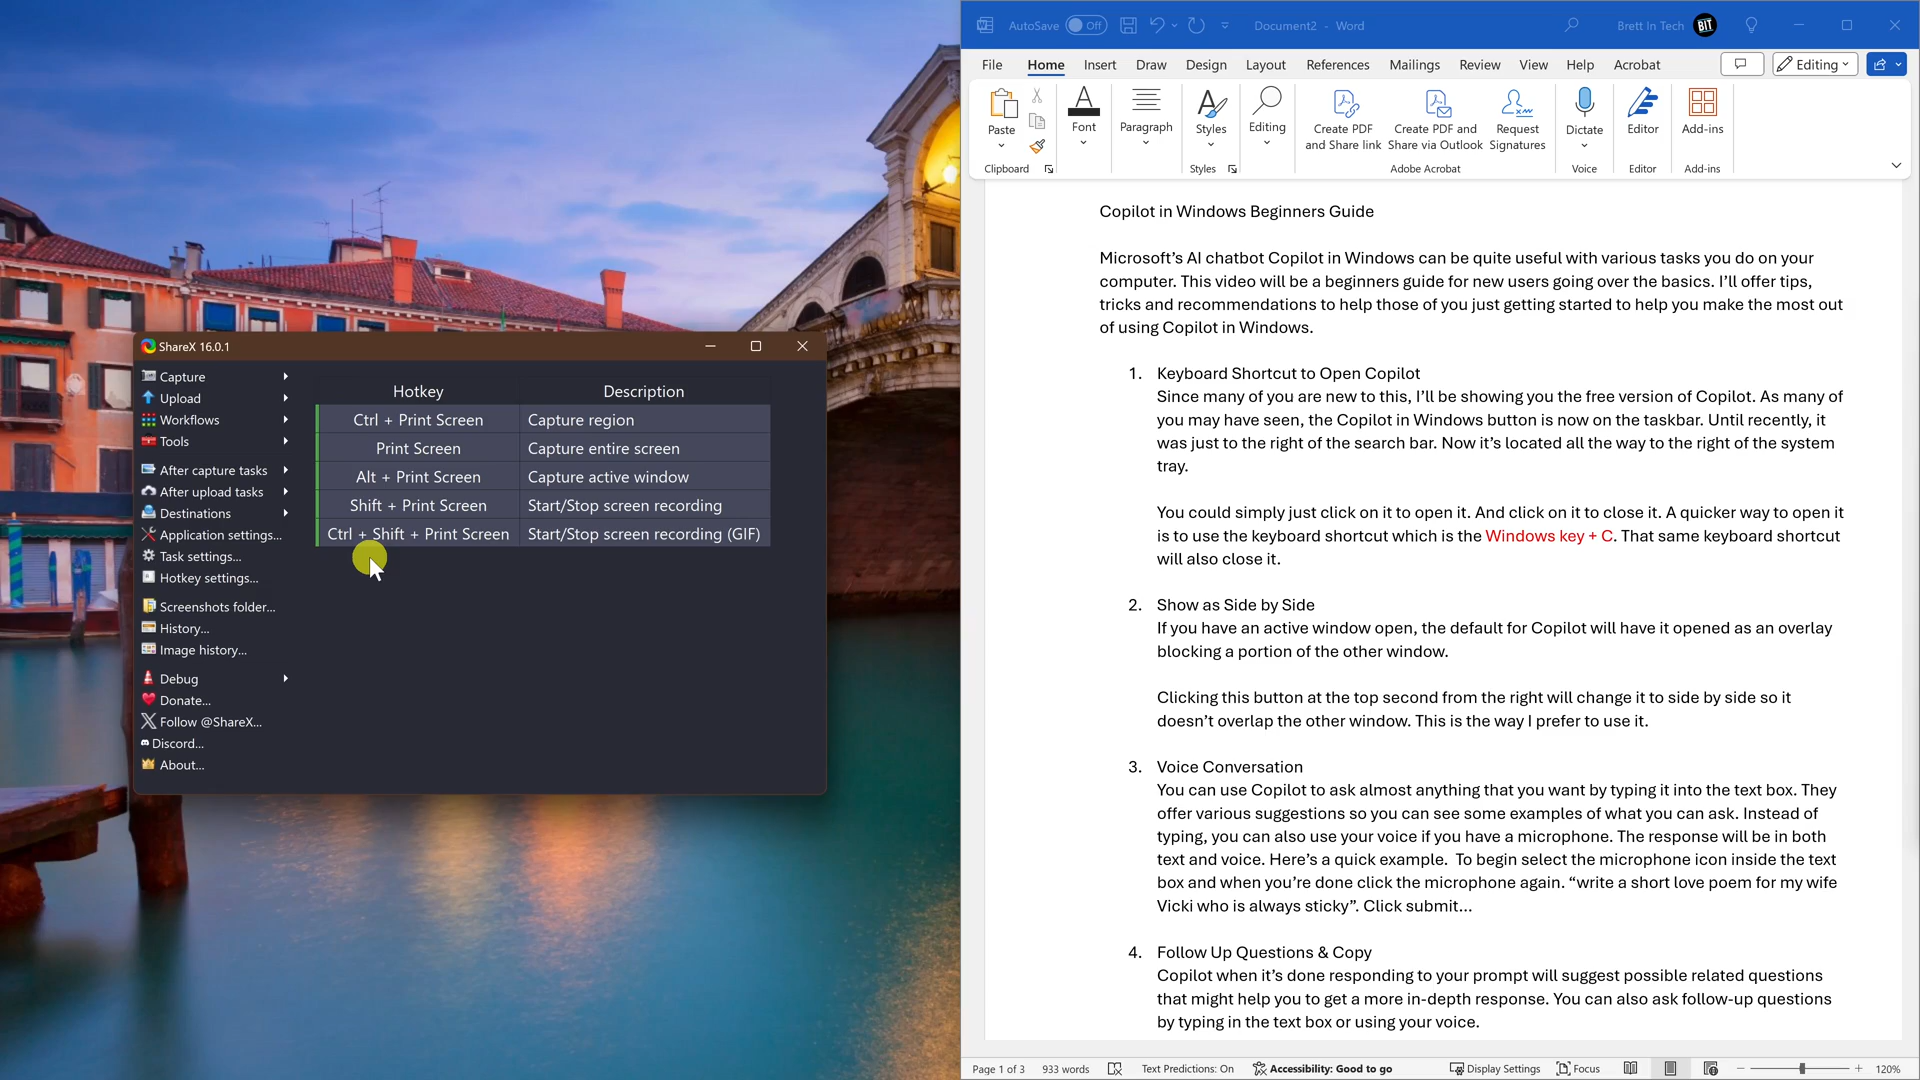 ShareX 16.0.1
Capture
Upload
Workflows
Tools
After capture tasks
After upload tasks
Destinations
Application settings...
Task settings...
Hotkey settings...
Screenshots folder...
History...
Image history...
Debug
Donate...
Follow @ShareX...
Discord...
About...
Hotkey Description
Ctrl + Print Screen Capture region
Print Screen Capture entire screen
Alt + Print Screen Capture active window
Shift + Print Screen Start/Stop screen recording
Ctrl + Shift + Print Screen Start/Stop screen recording (GIF)
AutoSave Off Document2 - Word Brett In Tech BIT
File Home Insert Draw Design Layout References Mailings Review View Help Acrobat Editing
Paste Font Paragraph Styles Editing Create PDF and Share link Create PDF and Share via Outlook Request Signatures Dictate Editor Add-ins
Clipboard Styles Adobe Acrobat Voice Editor Add-ins
Copilot in Windows Beginners Guide
Microsoft's AI chatbot Copilot in Windows can be quite useful with various tasks you do on your
computer. This video will be a beginners guide for new users going over the basics. I'll offer tips,
tricks and recommendations to help those of you just getting started to help you make the most out
of using Copilot in Windows.
1. Keyboard Shortcut to Open Copilot
Since many of you are new to this, I'll be showing you the free version of Copilot. As many of
you may have seen, the Copilot in Windows button is now on the taskbar. Until recently, it
was just to the right of the search bar. Now it's located all the way to the right of the system
tray.
You could simply just click on it to open it. And click on it to close it. A quicker way to open it
is to use the keyboard shortcut which is the Windows key + C. That same keyboard shortcut
will also close it.
2. Show as Side by Side
If you have an active window open, the default for Copilot will have it opened as an overlay
blocking a portion of the other window.
Clicking this button at the top second from the right will change it to side by side so it
doesn't overlap the other window. This is the way I prefer to use it.
3. Voice Conversation
You can use Copilot to ask almost anything that you want by typing it into the text box. They
offer various suggestions so you can see some examples of what you can ask. Instead of
typing, you can also use your voice if you have a microphone. The response will be in both
text and voice. Here's a quick example. To begin select the microphone icon inside the text
box and when you're done click the microphone again. “write a short love poem for my wife
Vicki who is always sticky”. Click submit...
4. Follow Up Questions & Copy
Copilot when it's done responding to your prompt will suggest possible related questions
that might help you to get a more in-depth response. You can also ask follow-up questions
by typing in the text box or using your voice.
Page 1 of 3 933 words Text Predictions: On Accessibility: Good to go Display Settings Focus 120%